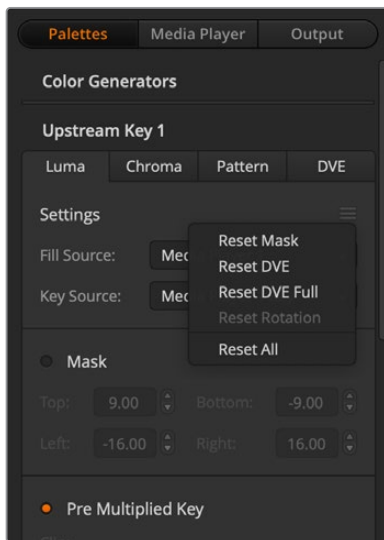 Palettes Media Player Output
Color Generators
Upstream Key 1
Luma Chroma Pattern DVE
Settings
Reset Mask
Fill Source:
Reset DVE
Reset DVE Full
Key Source:
Reset Rotation
Reset All
Mask
Top: 9.00 Bottom: -9.00
Left: -16.00 Right: 16.00
Pre Multiplied Key